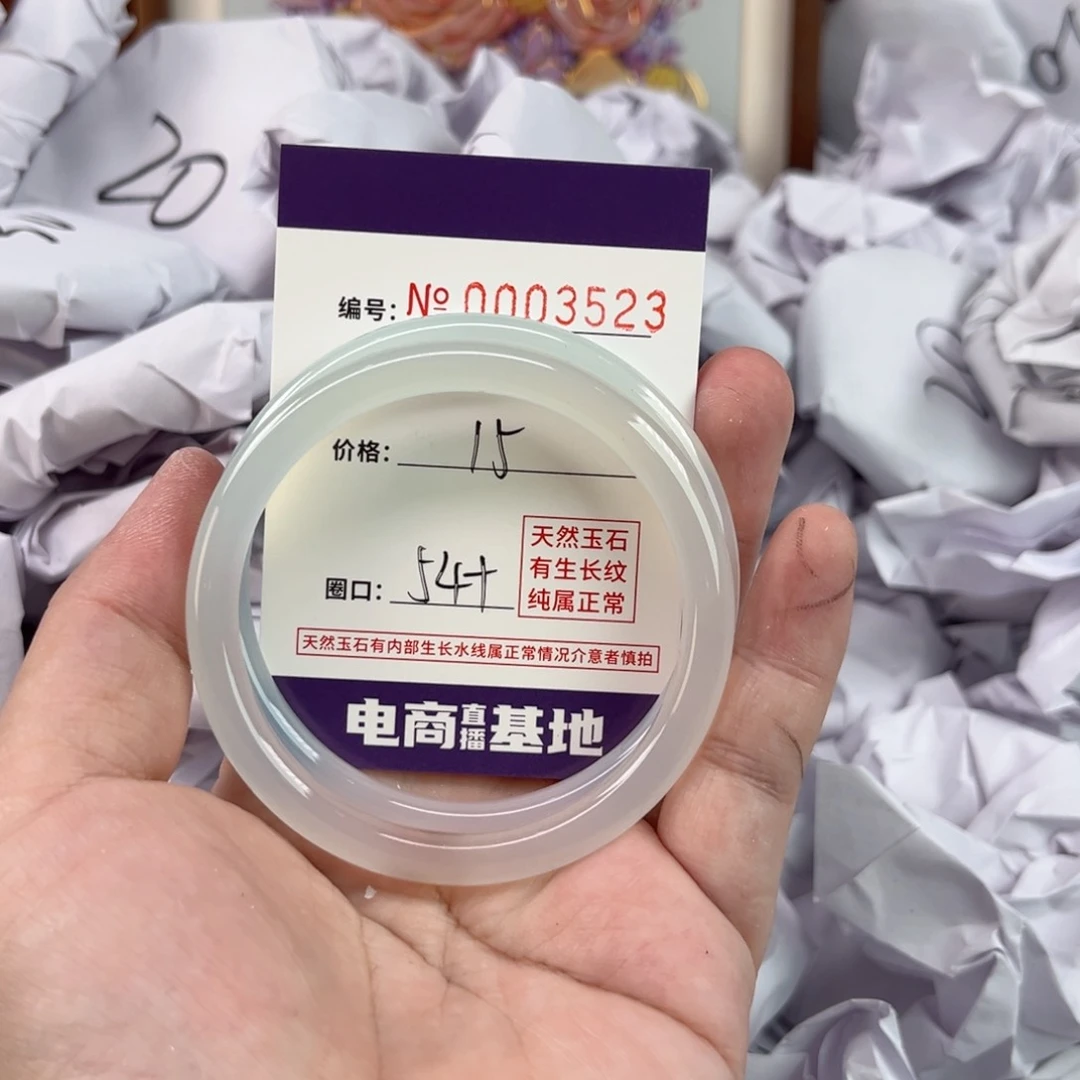 20
编号: № 0003523
价格: 15
圈口: 54+
天然玉石
有生长纹
纯属正常
天然玉石有内部生长水线属正常情况介意者慎拍
电商直播基地